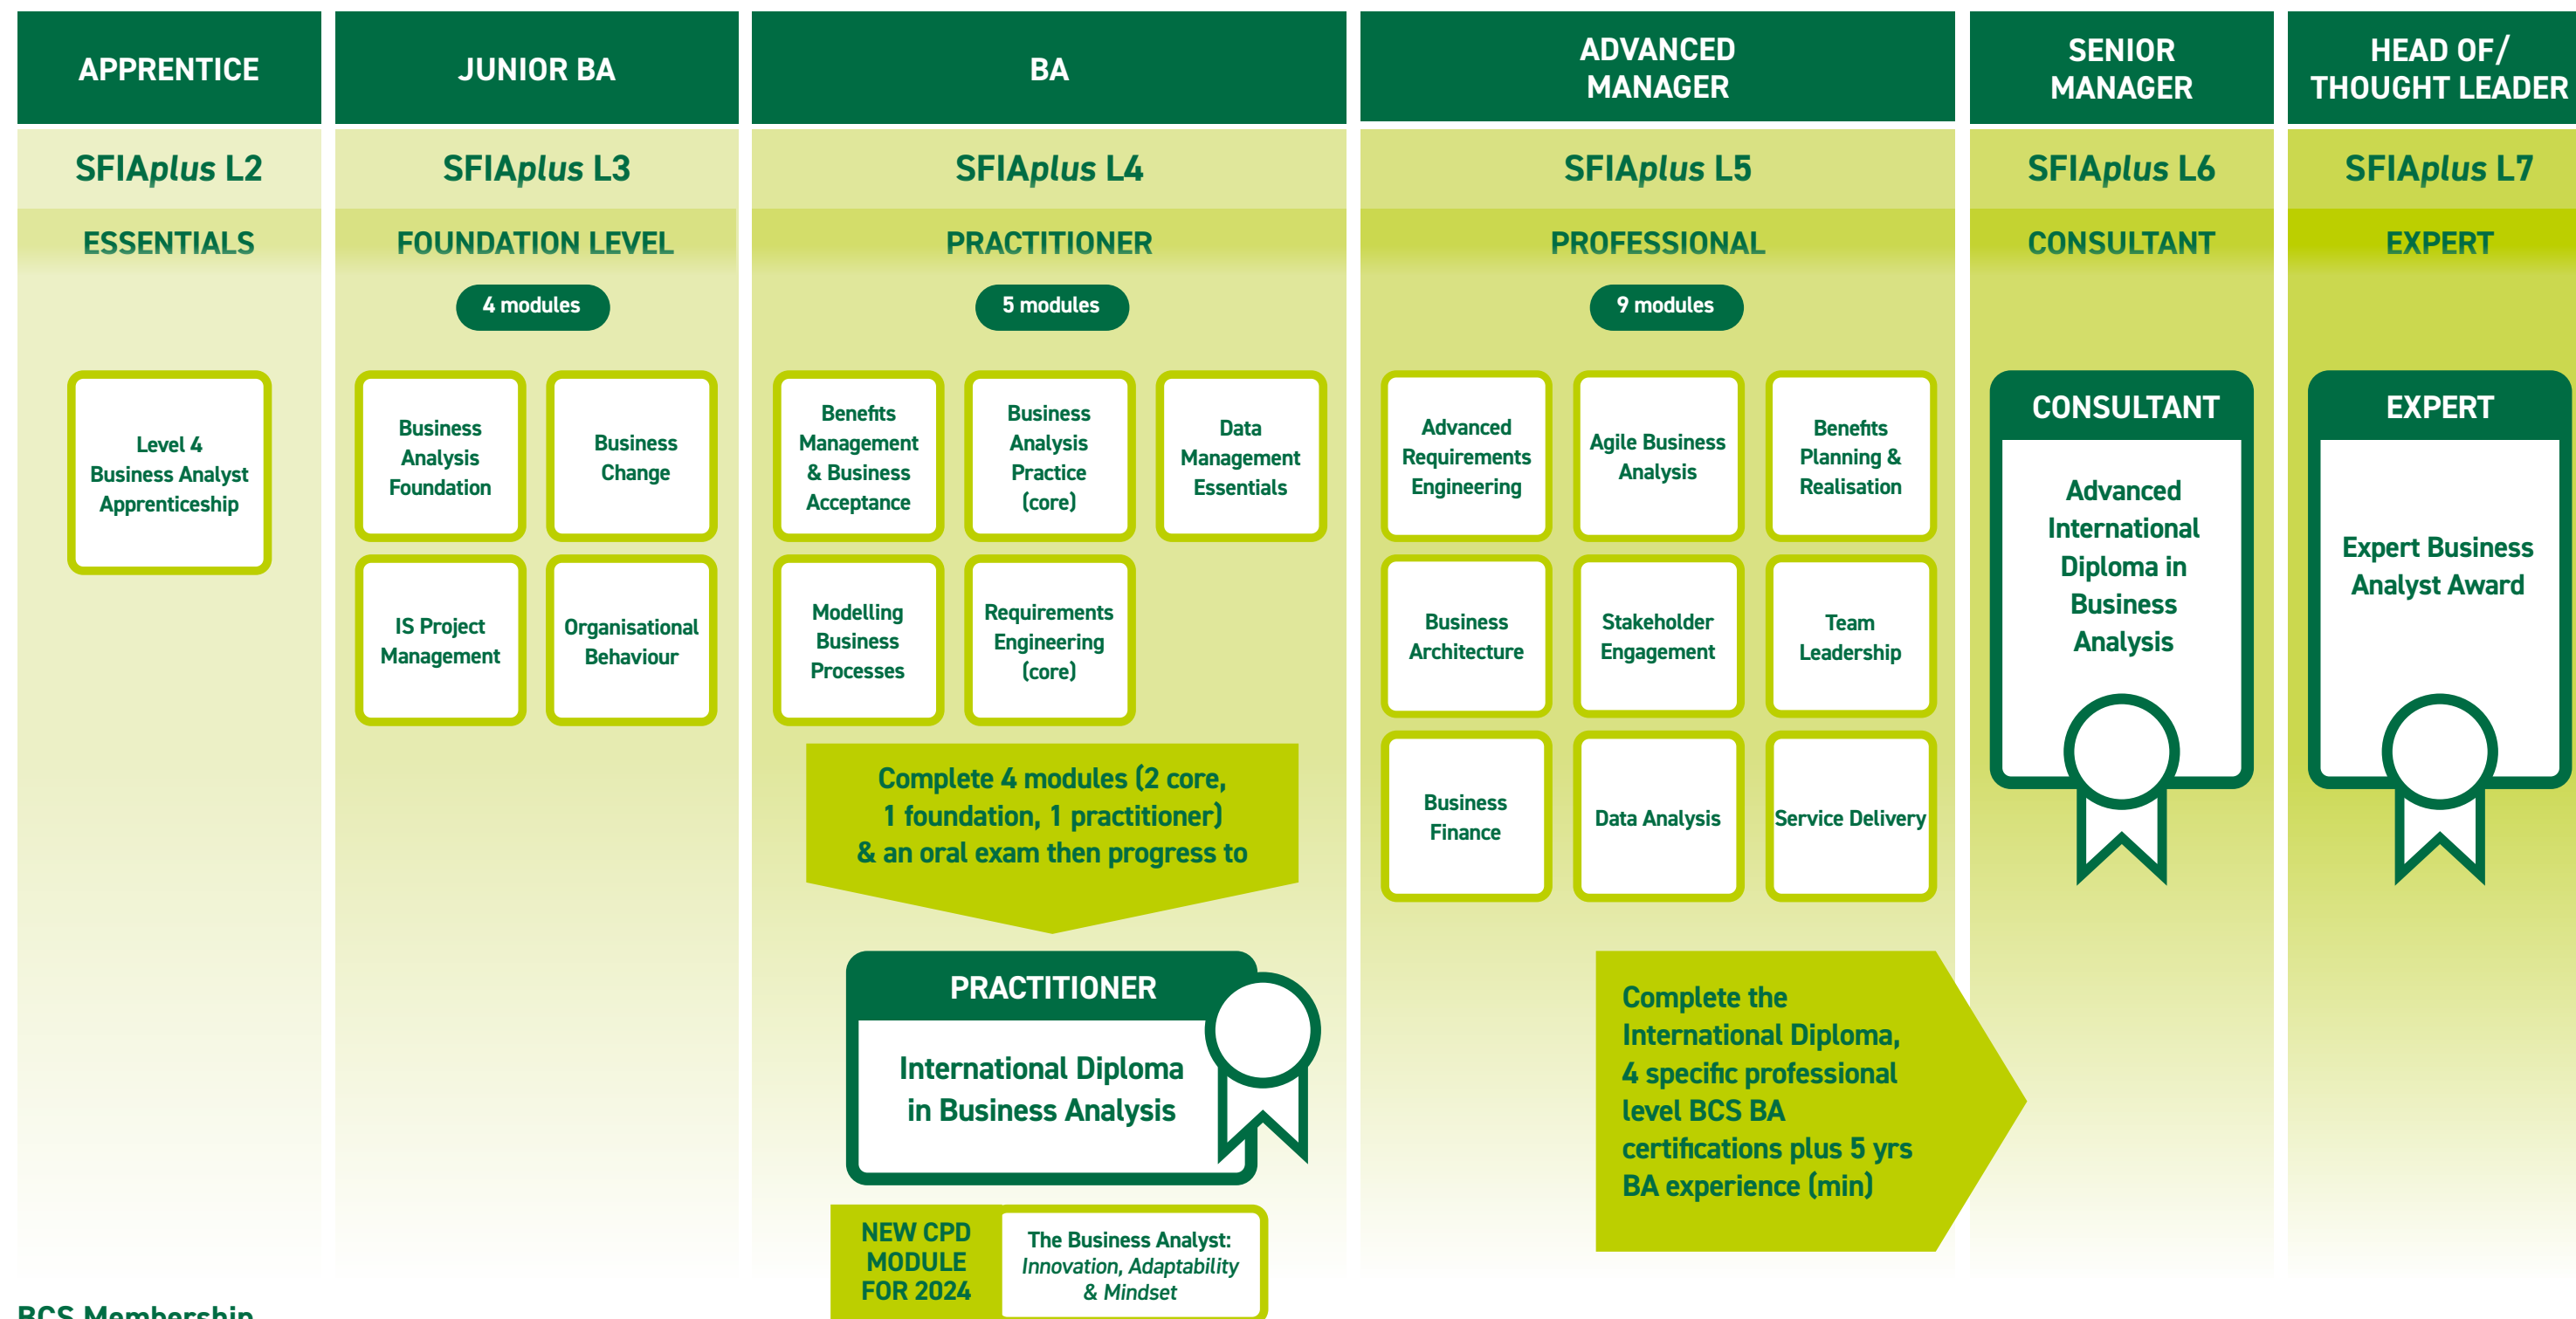 APPRENTICE
SFIAplus L2
ESSENTIALS
Level 4
Business Analyst
Apprenticeship
JUNIOR BA
SFIAplus L3
FOUNDATION LEVEL
4 modules
Business
Analysis
Foundation
Business
Change
IS Project
Management
Organisational
Behaviour
BA
SFIAplus L4
PRACTITIONER
5 modules
Benefits
Management
& Business
Acceptance
Business
Analysis
Practice
(core)
Data
Management
Essentials
Modelling
Business
Processes
Requirements
Engineering
(core)
Complete 4 modules (2 core,
1 foundation, 1 practitioner)
& an oral exam then progress to
PRACTITIONER
International Diploma
in Business Analysis
NEW CPD
MODULE
FOR 2024
The Business Analyst:
Innovation, Adaptability
& Mindset
ADVANCED
MANAGER
SFIAplus L5
PROFESSIONAL
9 modules
Advanced
Requirements
Engineering
Agile Business
Analysis
Benefits
Planning &
Realisation
Business
Architecture
Stakeholder
Engagement
Team
Leadership
Business
Finance
Data Analysis
Service Delivery
Complete the
International Diploma,
4 specific professional
level BCS BA
certifications plus 5 yrs
BA experience (min)
SENIOR
MANAGER
SFIAplus L6
CONSULTANT
CONSULTANT
Advanced
International
Diploma in
Business
Analysis
HEAD OF/
THOUGHT LEADER
SFIAplus L7
EXPERT
EXPERT
Expert Business
Analyst Award
BCS Membership